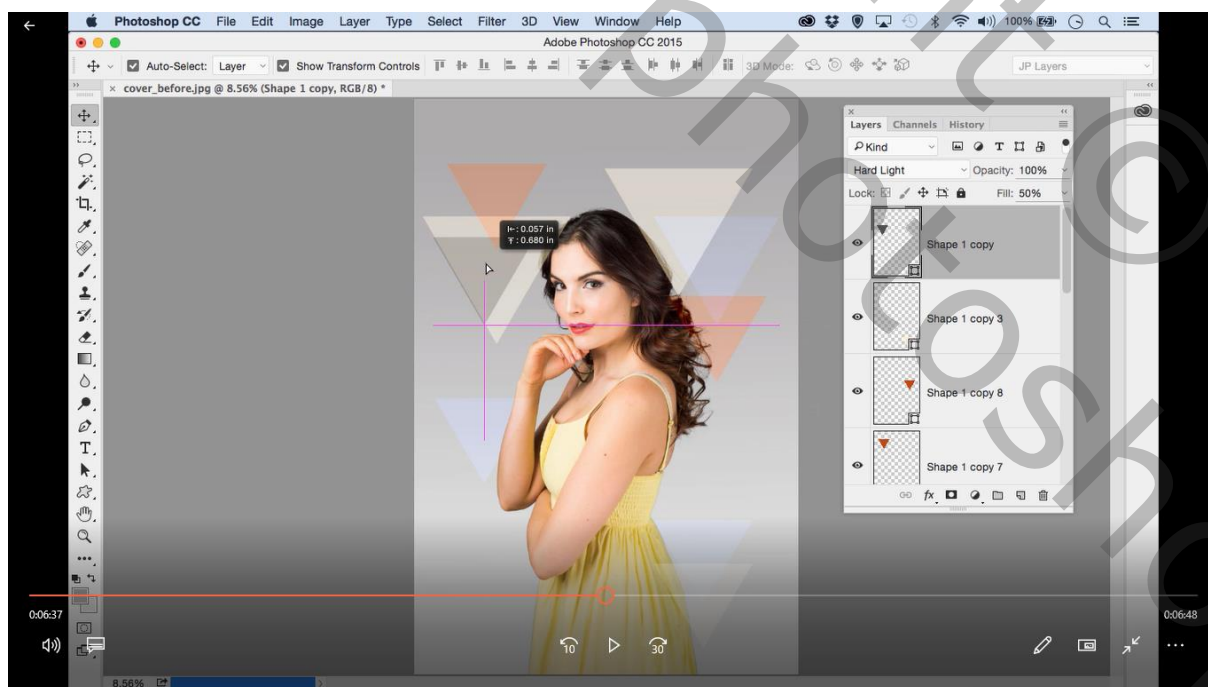 Photoshop CC File Edit Image Layer Type Select Filter 3D View Window Help 100%
Adobe Photoshop CC 2015
Auto-Select: Layer Show Transform Controls 3D Mode: JP Layers
× cover_before.jpg @ 8.56% (Shape 1 copy, RGB/8) *
Layers Channels History
Kind
Hard Light Opacity: 100%
Lock: Fill: 50%
: 0.057 in
: 0.680 in
Shape 1 copy
Shape 1 copy 3
Shape 1 copy 8
Shape 1 copy 7
fx
0:06:37 0:06:48
10 30
8.56%